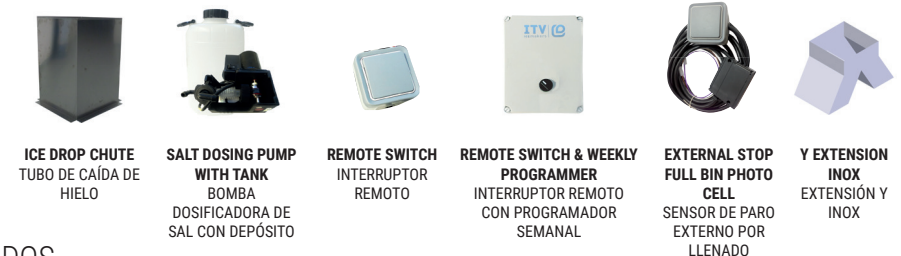 ITV
ICE DROP CHUTE
TUBO DE CAÍDA DE
HIELO
SALT DOSING PUMP
WITH TANK
BOMBA
DOSIFICADORA DE
SAL CON DEPÓSITO
REMOTE SWITCH
INTERRUPTOR
REMOTO
REMOTE SWITCH & WEEKLY
PROGRAMMER
INTERRUPTOR REMOTO
CON PROGRAMADOR
SEMANAL
EXTERNAL STOP
FULL BIN PHOTO
CELL
SENSOR DE PARO
EXTERNO POR
LLENADO
Y EXTENSION
INOX
EXTENSIÓN Y
INOX